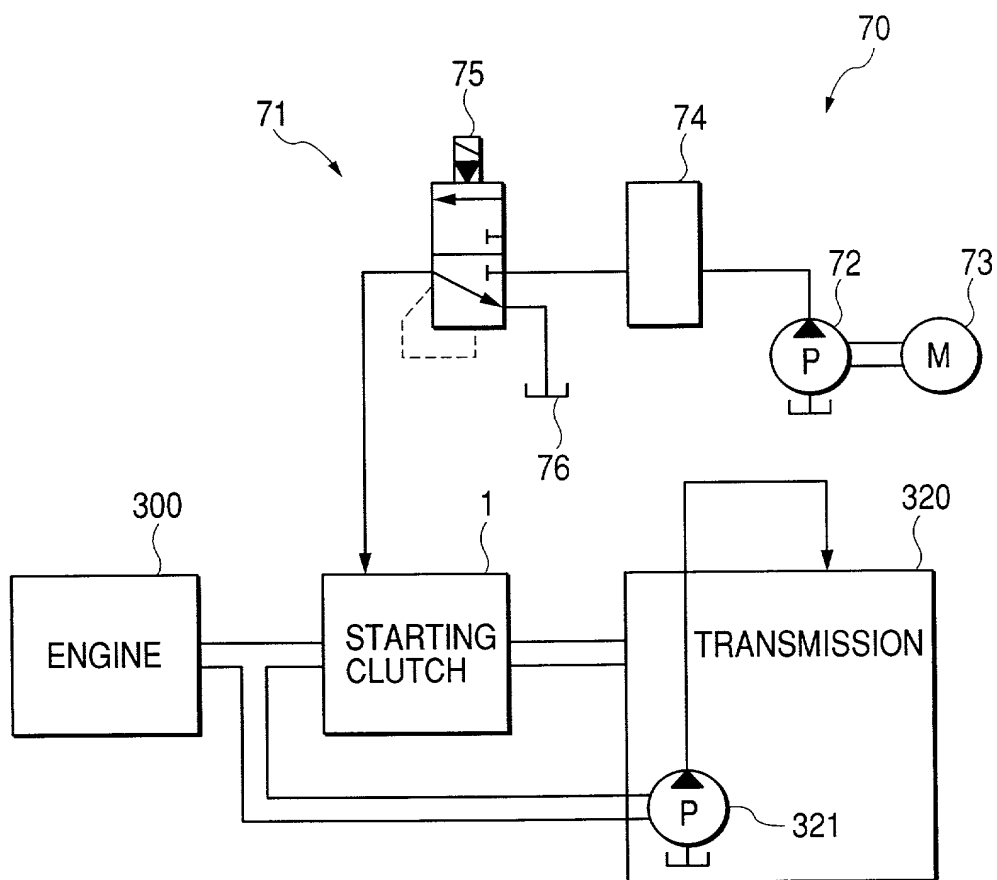 70
75
71
74
72
73
P
M
76
300
1
320
ENGINE
STARTING
CLUTCH
TRANSMISSION
P
321